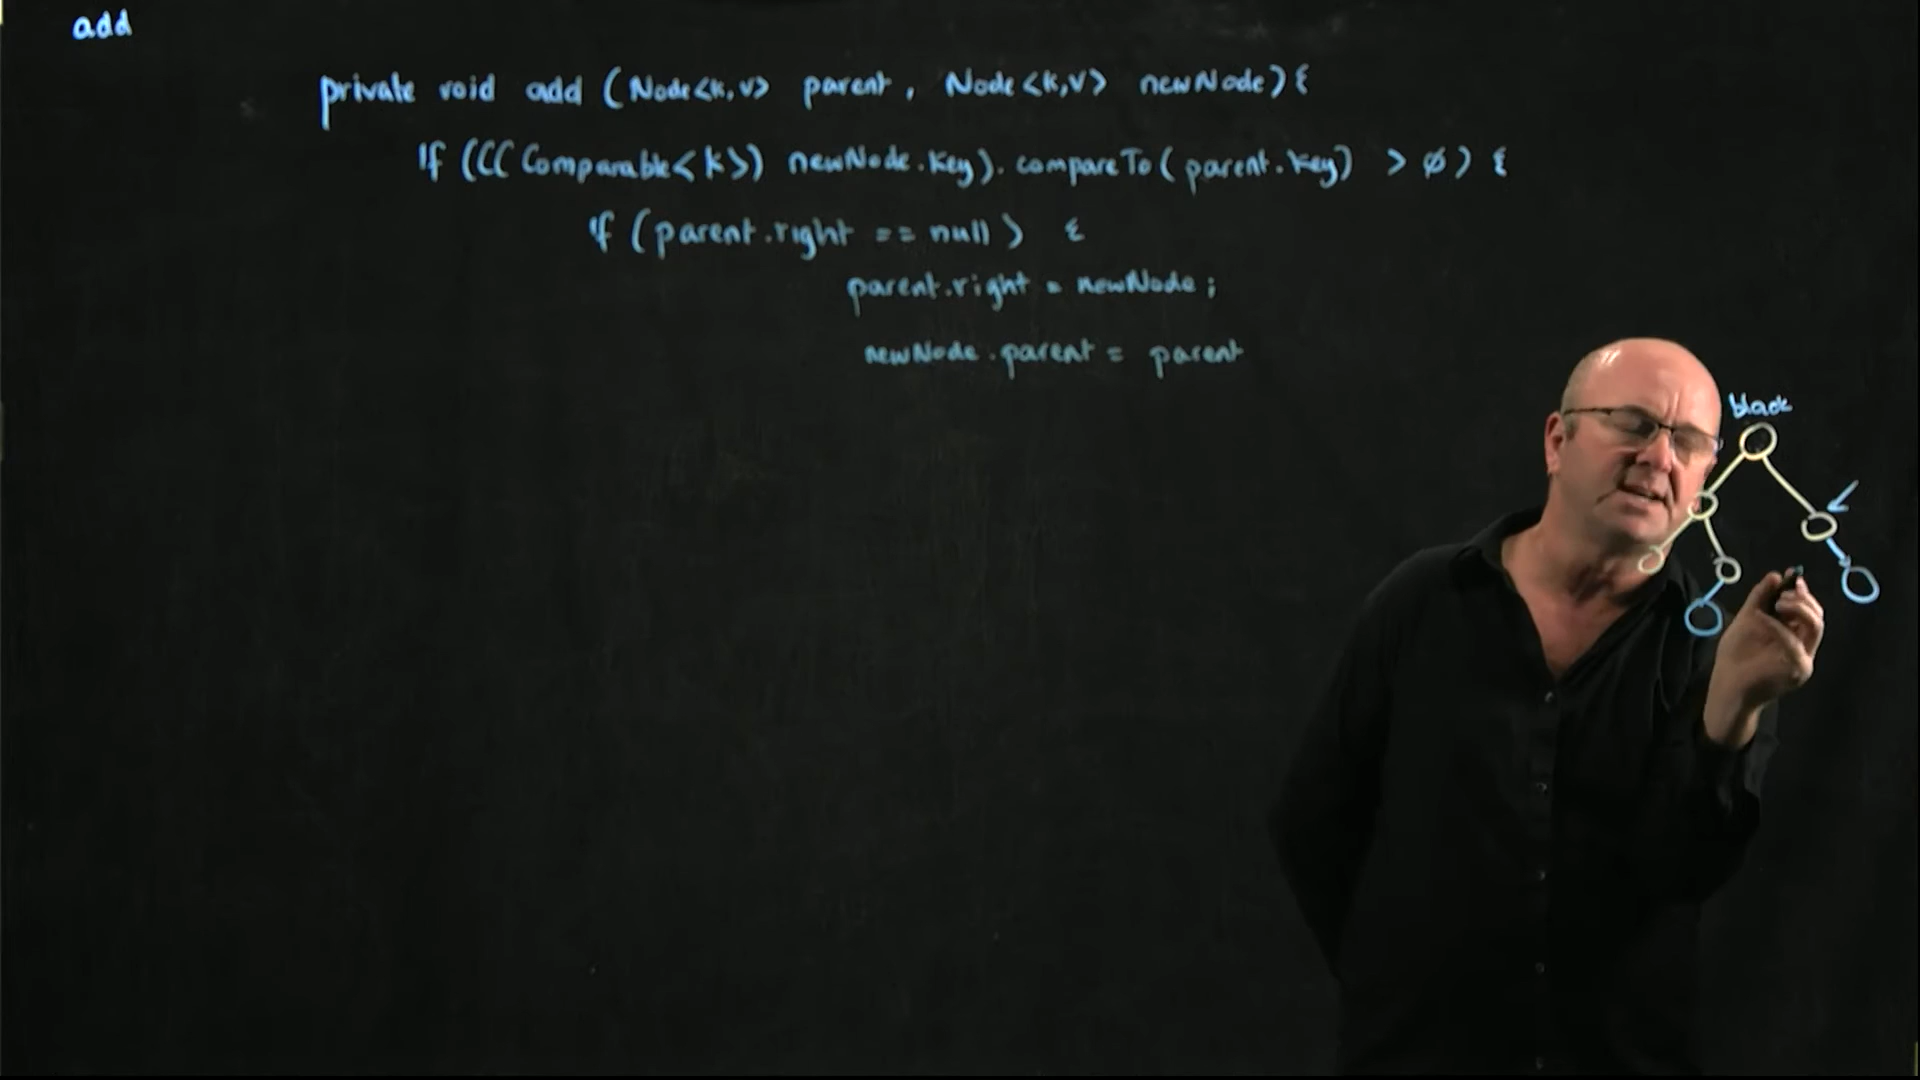 add
private void add (Node<k,v> parent, Node<k,v> newNode){
If (((Comparable<k>) newNode.key).compareTo(parent.key) > ø) {
If (parent.right == null) {
parent.right = newNode;
newNode.parent = parent
black